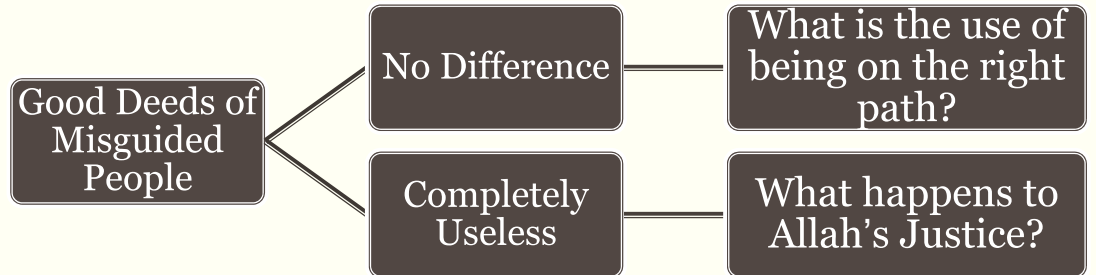 Good Deeds of
Misguided
People
No Difference
What is the use of
being on the right
path?
Completely
Useless
What happens to
Allah's Justice?